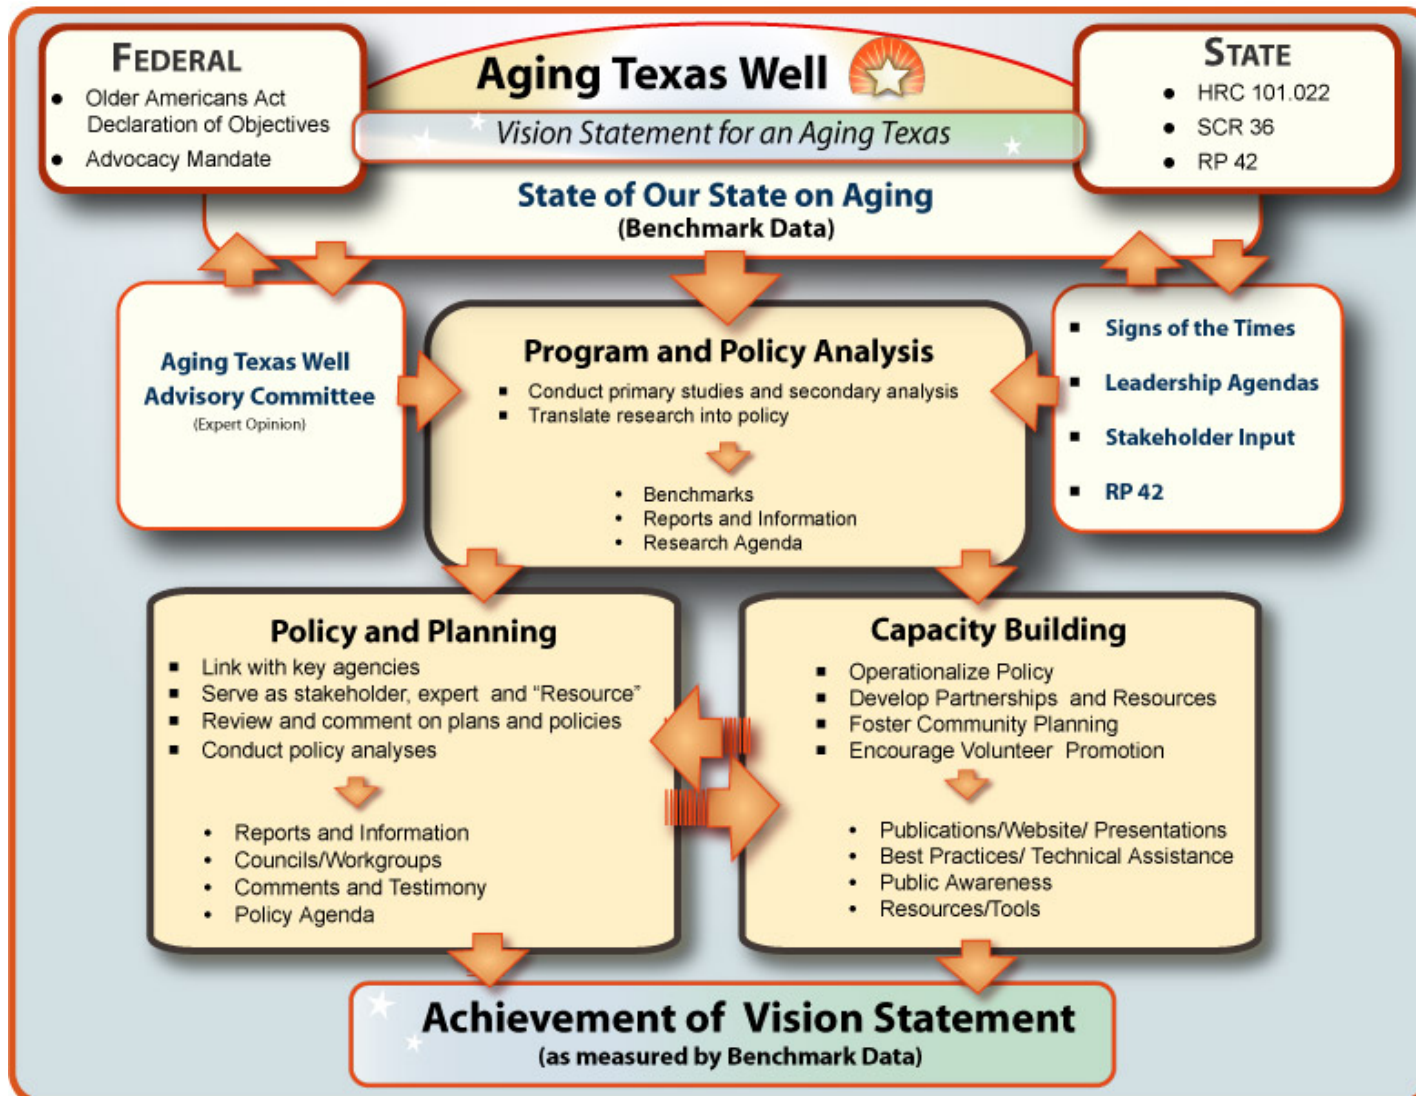 FEDERAL
● Older Americans Act
Declaration of Objectives
● Advocacy Mandate
Aging Texas Well
Vision Statement for an Aging Texas
STATE
● HRC 101.022
● SCR 36
● RP 42
State of Our State on Aging
(Benchmark Data)
Aging Texas Well
Advisory Committee
(Expert Opinion)
Program and Policy Analysis
▪ Conduct primary studies and secondary analysis
▪ Translate research into policy
• Benchmarks
• Reports and Information
• Research Agenda
▪ Signs of the Times
▪ Leadership Agendas
▪ Stakeholder Input
▪ RP 42
Policy and Planning
▪ Link with key agencies
▪ Serve as stakeholder, expert and “Resource”
▪ Review and comment on plans and policies
▪ Conduct policy analyses
• Reports and Information
• Councils/Workgroups
• Comments and Testimony
• Policy Agenda
Capacity Building
▪ Operationalize Policy
▪ Develop Partnerships and Resources
▪ Foster Community Planning
▪ Encourage Volunteer Promotion
• Publications/Website/ Presentations
• Best Practices/ Technical Assistance
• Public Awareness
• Resources/Tools
Achievement of Vision Statement
(as measured by Benchmark Data)